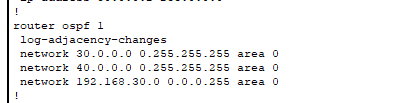 !
router ospf 1
log-adjacency-changes
network 30.0.0.0 0.255.255.255 area 0
network 40.0.0.0 0.255.255.255 area 0
network 192.168.30.0 0.0.0.255 area 0
!